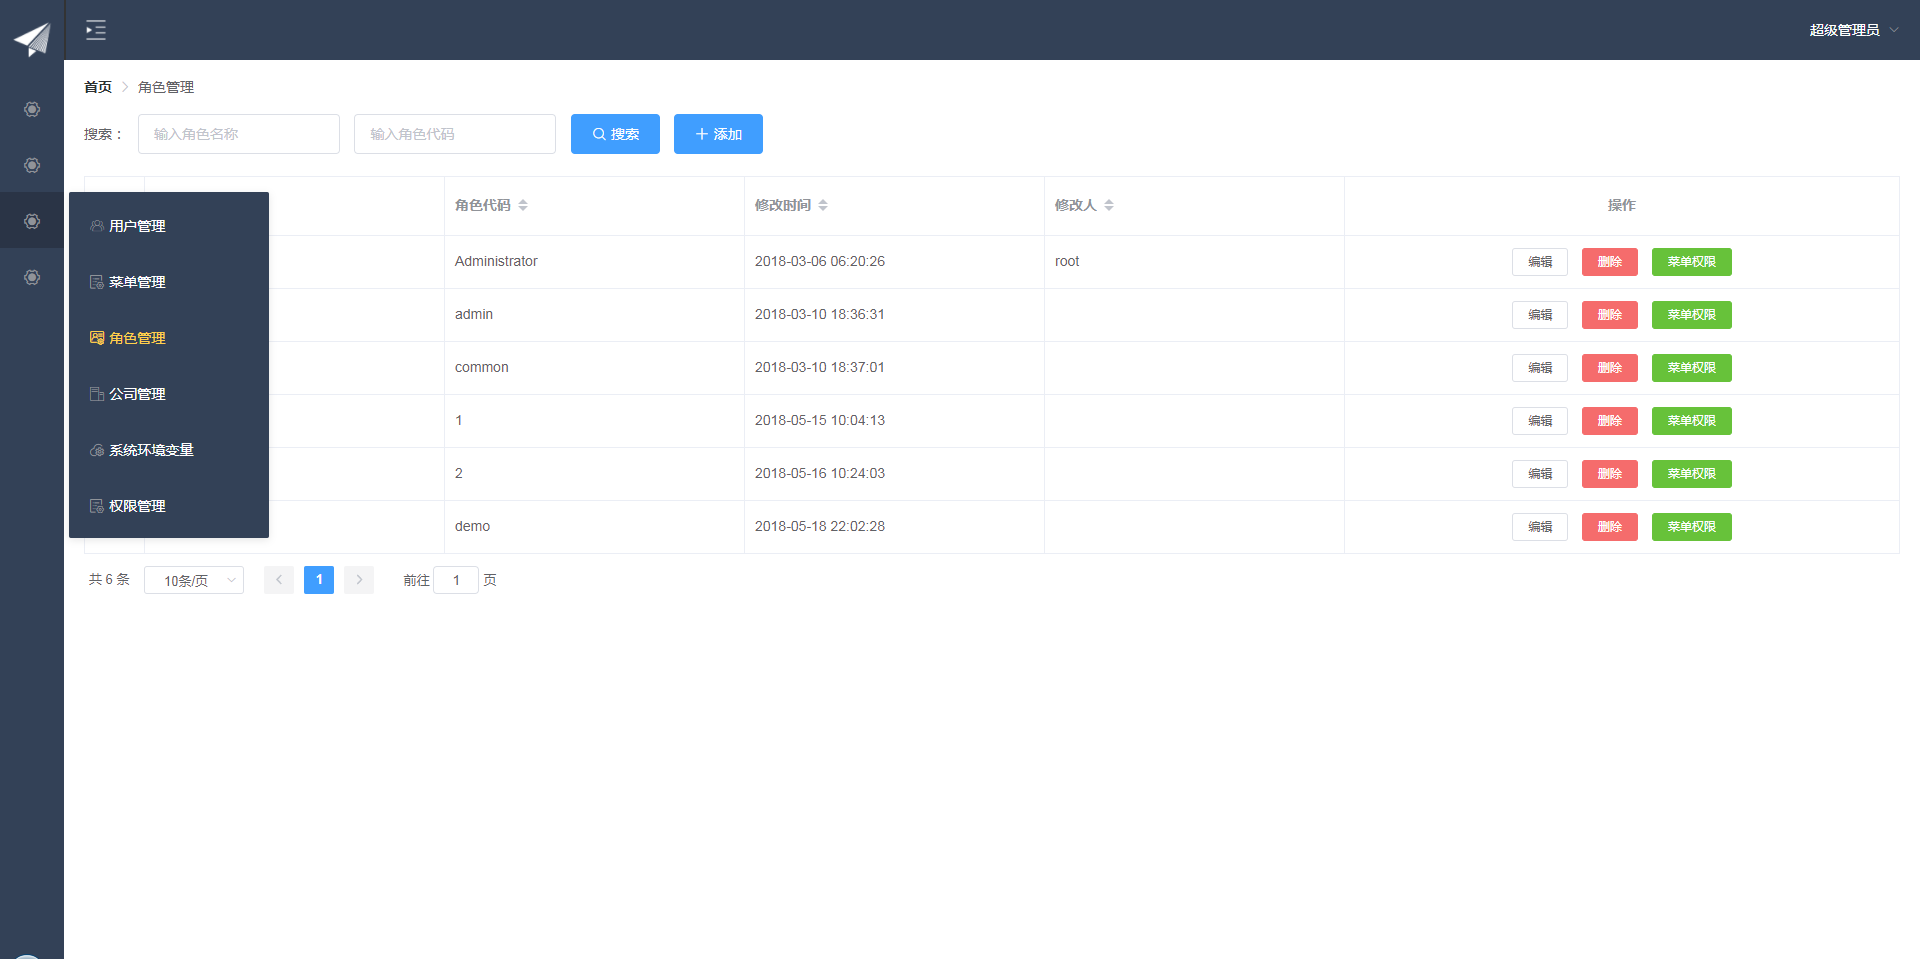 超级管理员
首页 角色管理
搜索： 输入角色名称 输入角色代码 搜索 添加
用户管理
菜单管理
角色管理
公司管理
系统环境变量
权限管理
角色代码 修改时间 修改人 操作
Administrator 2018-03-06 06:20:26 root 编辑 删除 菜单权限
admin 2018-03-10 18:36:31 编辑 删除 菜单权限
common 2018-03-10 18:37:01 编辑 删除 菜单权限
1 2018-05-15 10:04:13 编辑 删除 菜单权限
2 2018-05-16 10:24:03 编辑 删除 菜单权限
demo 2018-05-18 22:02:28 编辑 删除 菜单权限
共 6 条 10条/页 1 前往 1 页